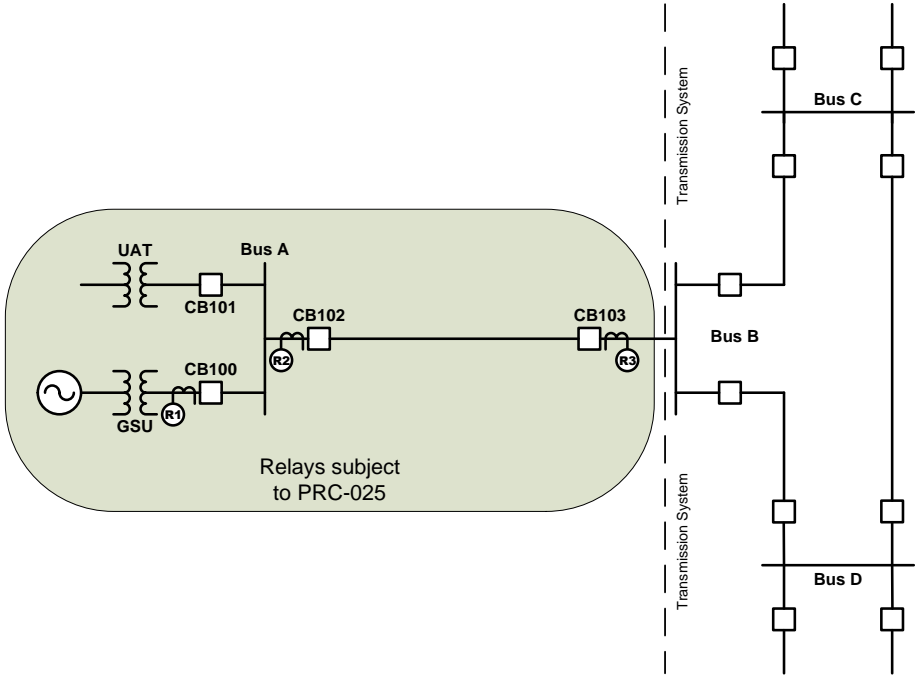 Transmission System
Bus C
UAT
Bus A
CB101
CB102
CB103
R2
R3
Bus B
CB100
R1
GSU
Relays subject
to PRC-025
Transmission System
Bus D